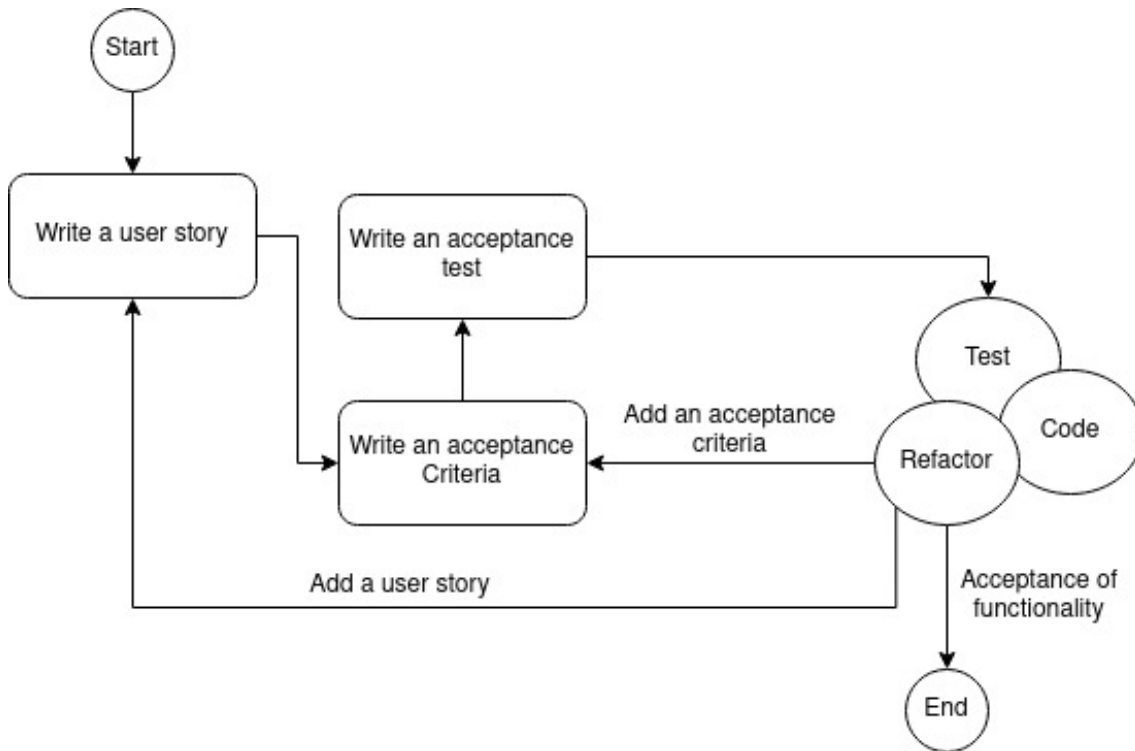 Start
Write a user story
Write an acceptance
test
Test
Code
Refactor
Add an acceptance
criteria
Write an acceptance
Criteria
Add a user story
Acceptance of
functionality
End